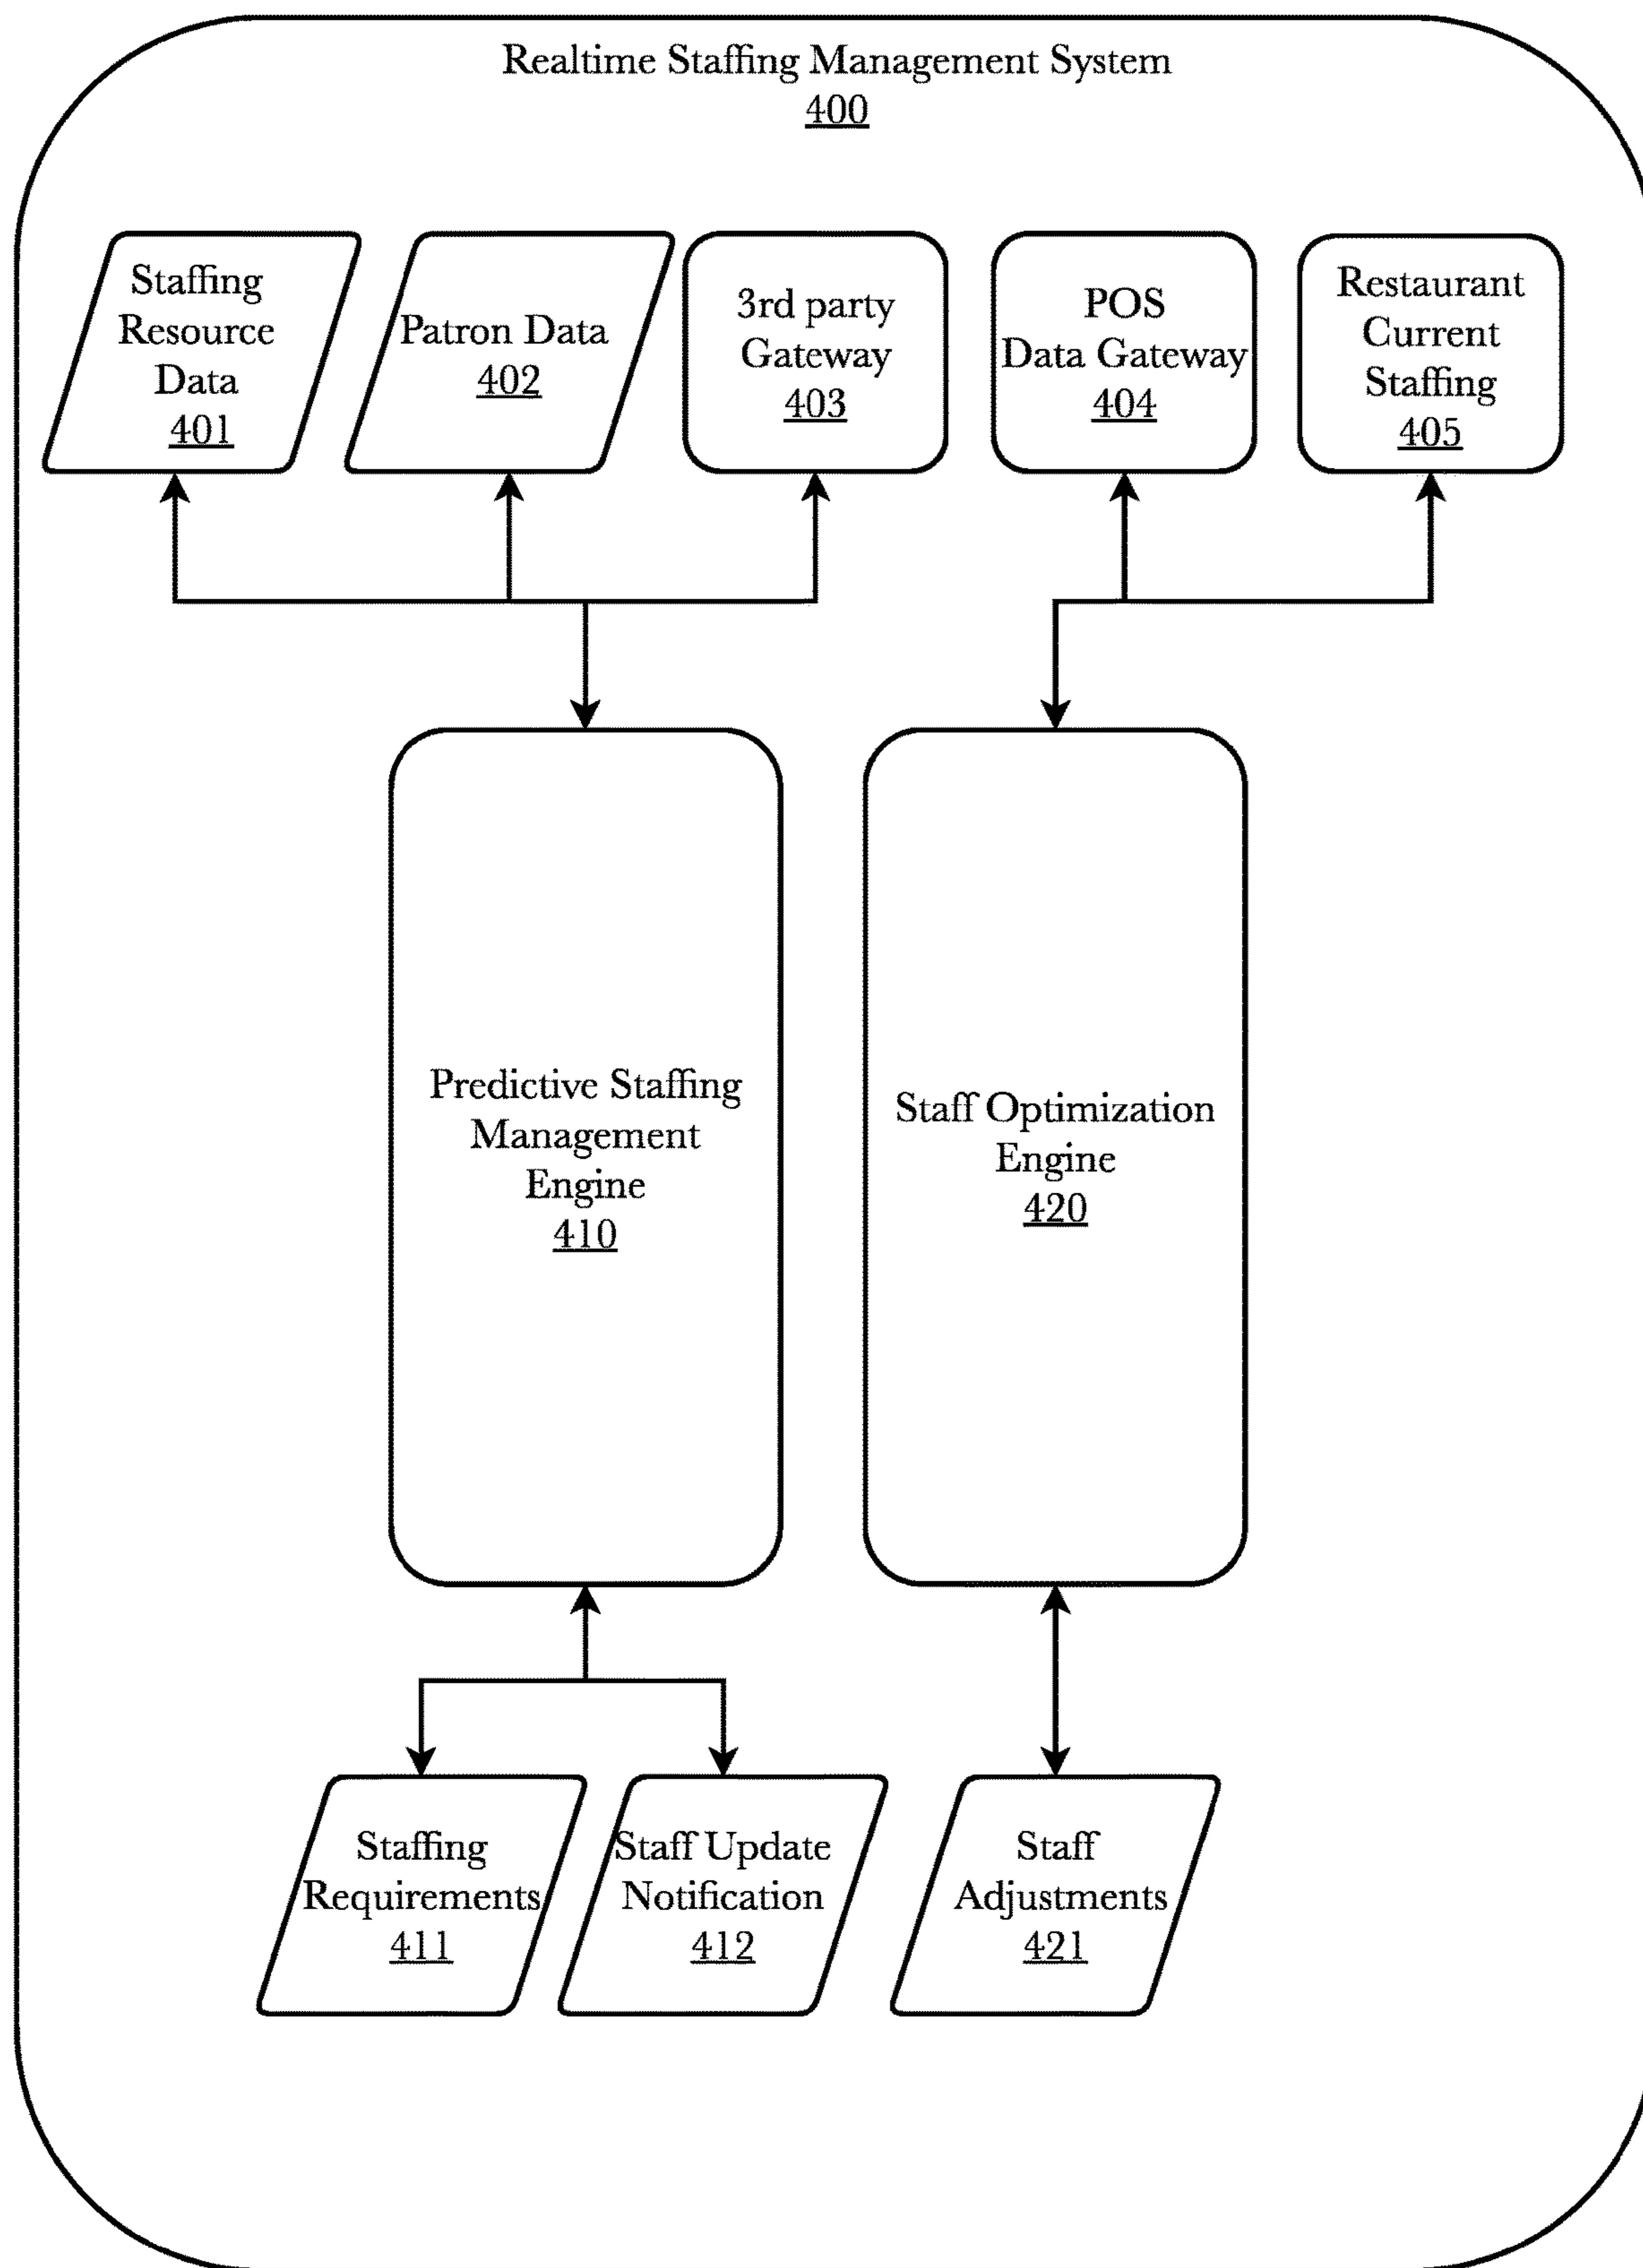 Realtime Staffing Management System
400
Staffing
Resource
Data
401
Patron Data
402
3rd party
Gateway
403
POS
Data Gateway
404
Restaurant
Current
Staffing
405
Predictive Staffing
Management
Engine
410
Staff Optimization
Engine
420
Staffing
Requirements
411
Staff Update
Notification
412
Staff
Adjustments
421